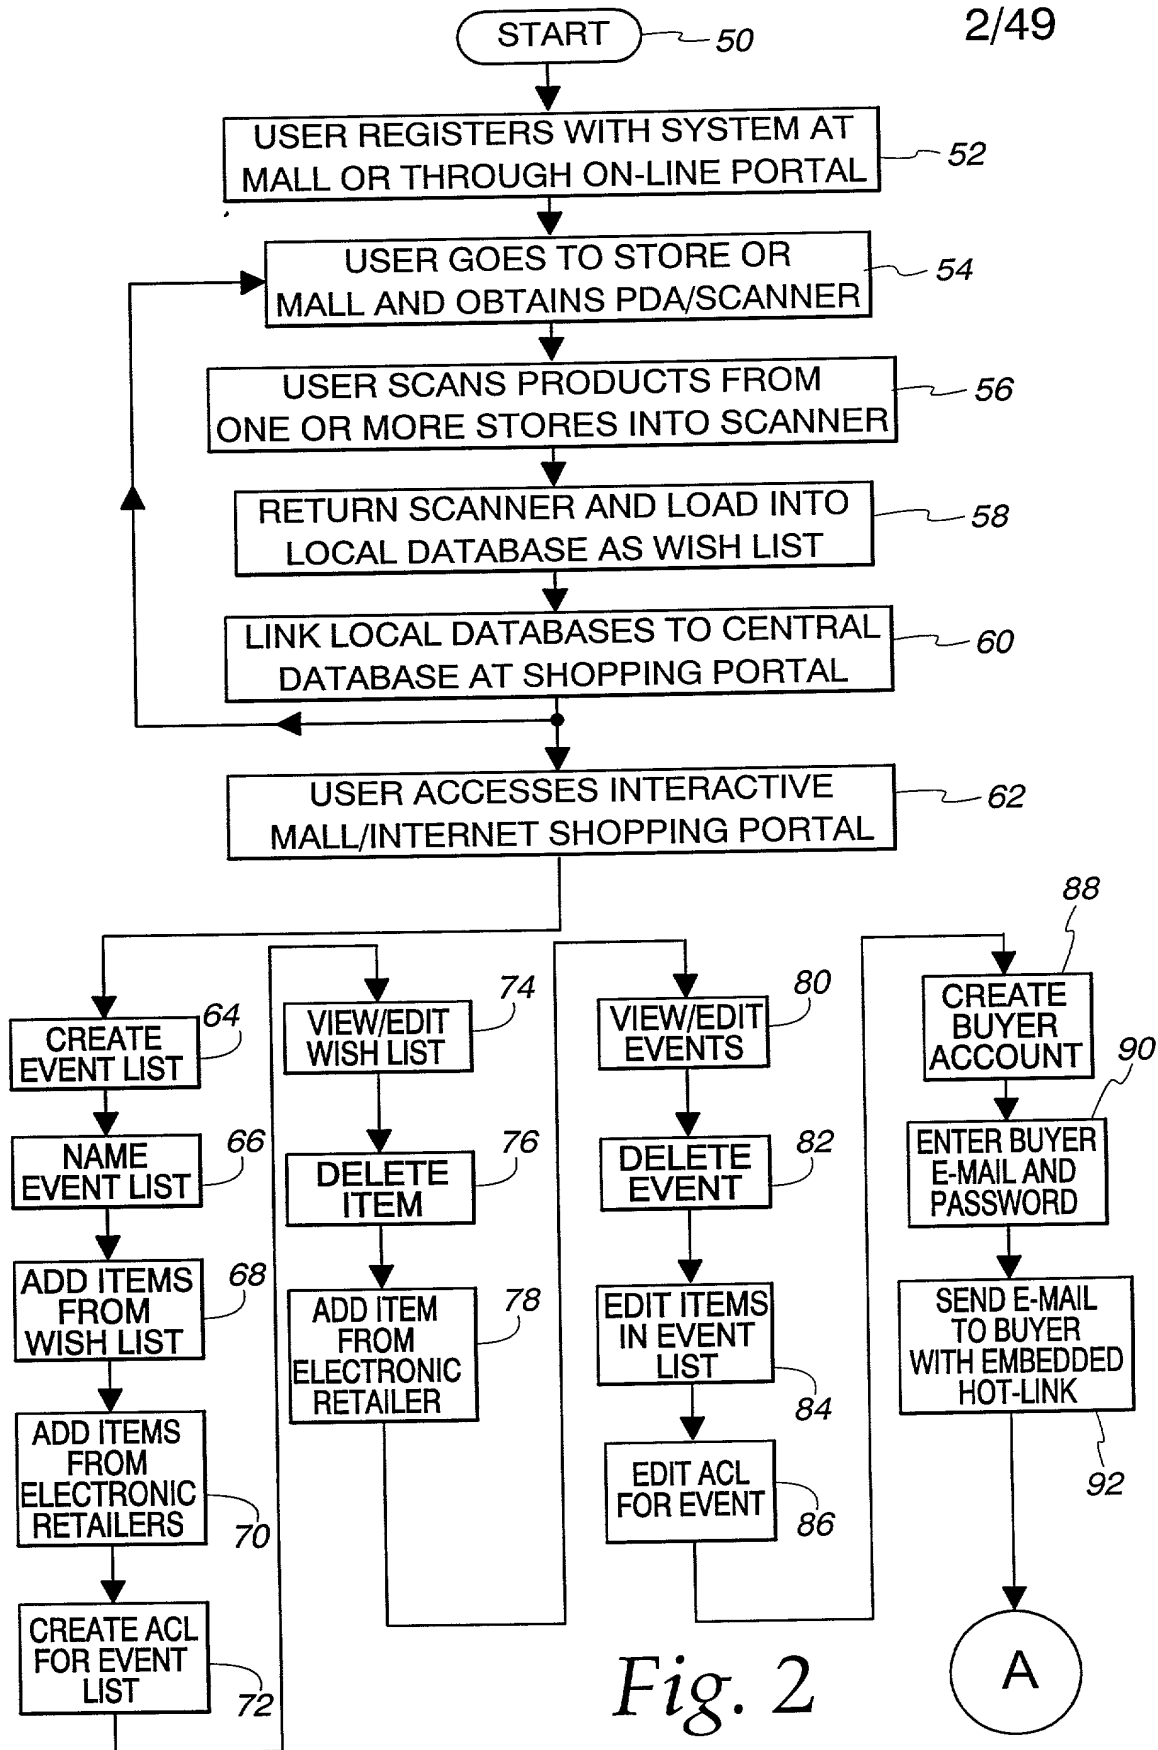 2/49
START
50
USER REGISTERS WITH SYSTEM AT
MALL OR THROUGH ON-LINE PORTAL
52
USER GOES TO STORE OR
MALL AND OBTAINS PDA/SCANNER
54
USER SCANS PRODUCTS FROM
ONE OR MORE STORES INTO SCANNER
56
RETURN SCANNER AND LOAD INTO
LOCAL DATABASE AS WISH LIST
58
LINK LOCAL DATABASES TO CENTRAL
DATABASE AT SHOPPING PORTAL
60
USER ACCESSES INTERACTIVE
MALL/INTERNET SHOPPING PORTAL
62
CREATE
EVENT LIST
64
NAME
EVENT LIST
66
ADD ITEMS
FROM
WISH LIST
68
ADD ITEMS
FROM
ELECTRONIC
RETAILERS
70
CREATE ACL
FOR EVENT
LIST
72
VIEW/EDIT
WISH LIST
74
DELETE
ITEM
76
ADD ITEM
FROM
ELECTRONIC
RETAILER
78
VIEW/EDIT
EVENTS
80
DELETE
EVENT
82
EDIT ITEMS
IN EVENT
LIST
84
EDIT ACL
FOR EVENT
86
CREATE
BUYER
ACCOUNT
88
ENTER BUYER
E-MAIL AND
PASSWORD
90
SEND E-MAIL
TO BUYER
WITH EMBEDDED
HOT-LINK
92
A
Fig. 2